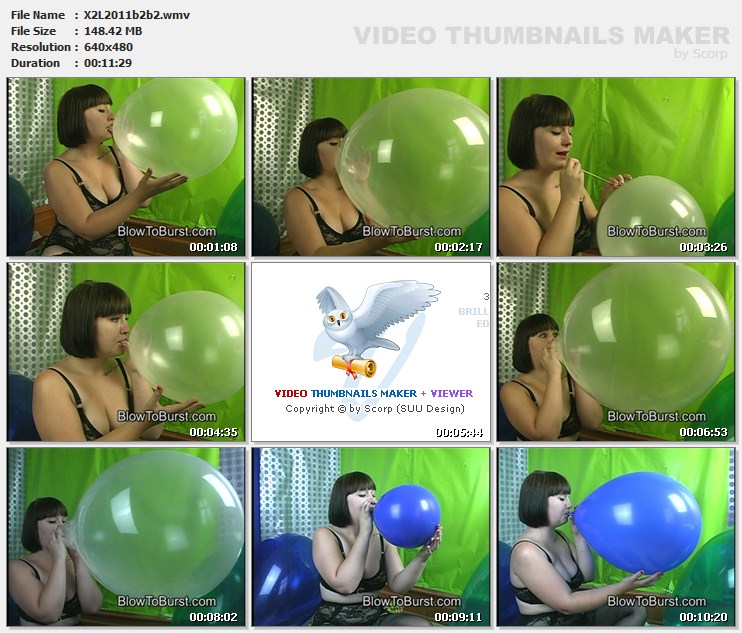 File Name : X2L2011b2b2.wmv
File Size : 148.42 MB
Resolution : 640x480
Duration : 00:11:29
VIDEO THUMBNAILS MAKER
by Scorp
BlowToBurst.com
00:01:08
BlowToBurst.com
00:02:17
BlowToBurst.com
00:03:26
BlowToBurst.com
00:04:35
3
BRILL
ED
VIDEO THUMBNAILS MAKER + VIEWER
Copyright © by Scorp (SUU Design)
00:05:44
BlowToBurst.com
00:06:53
BlowToBurst.com
00:08:02
BlowToBurst.com
00:09:11
BlowToBurst.com
00:10:20